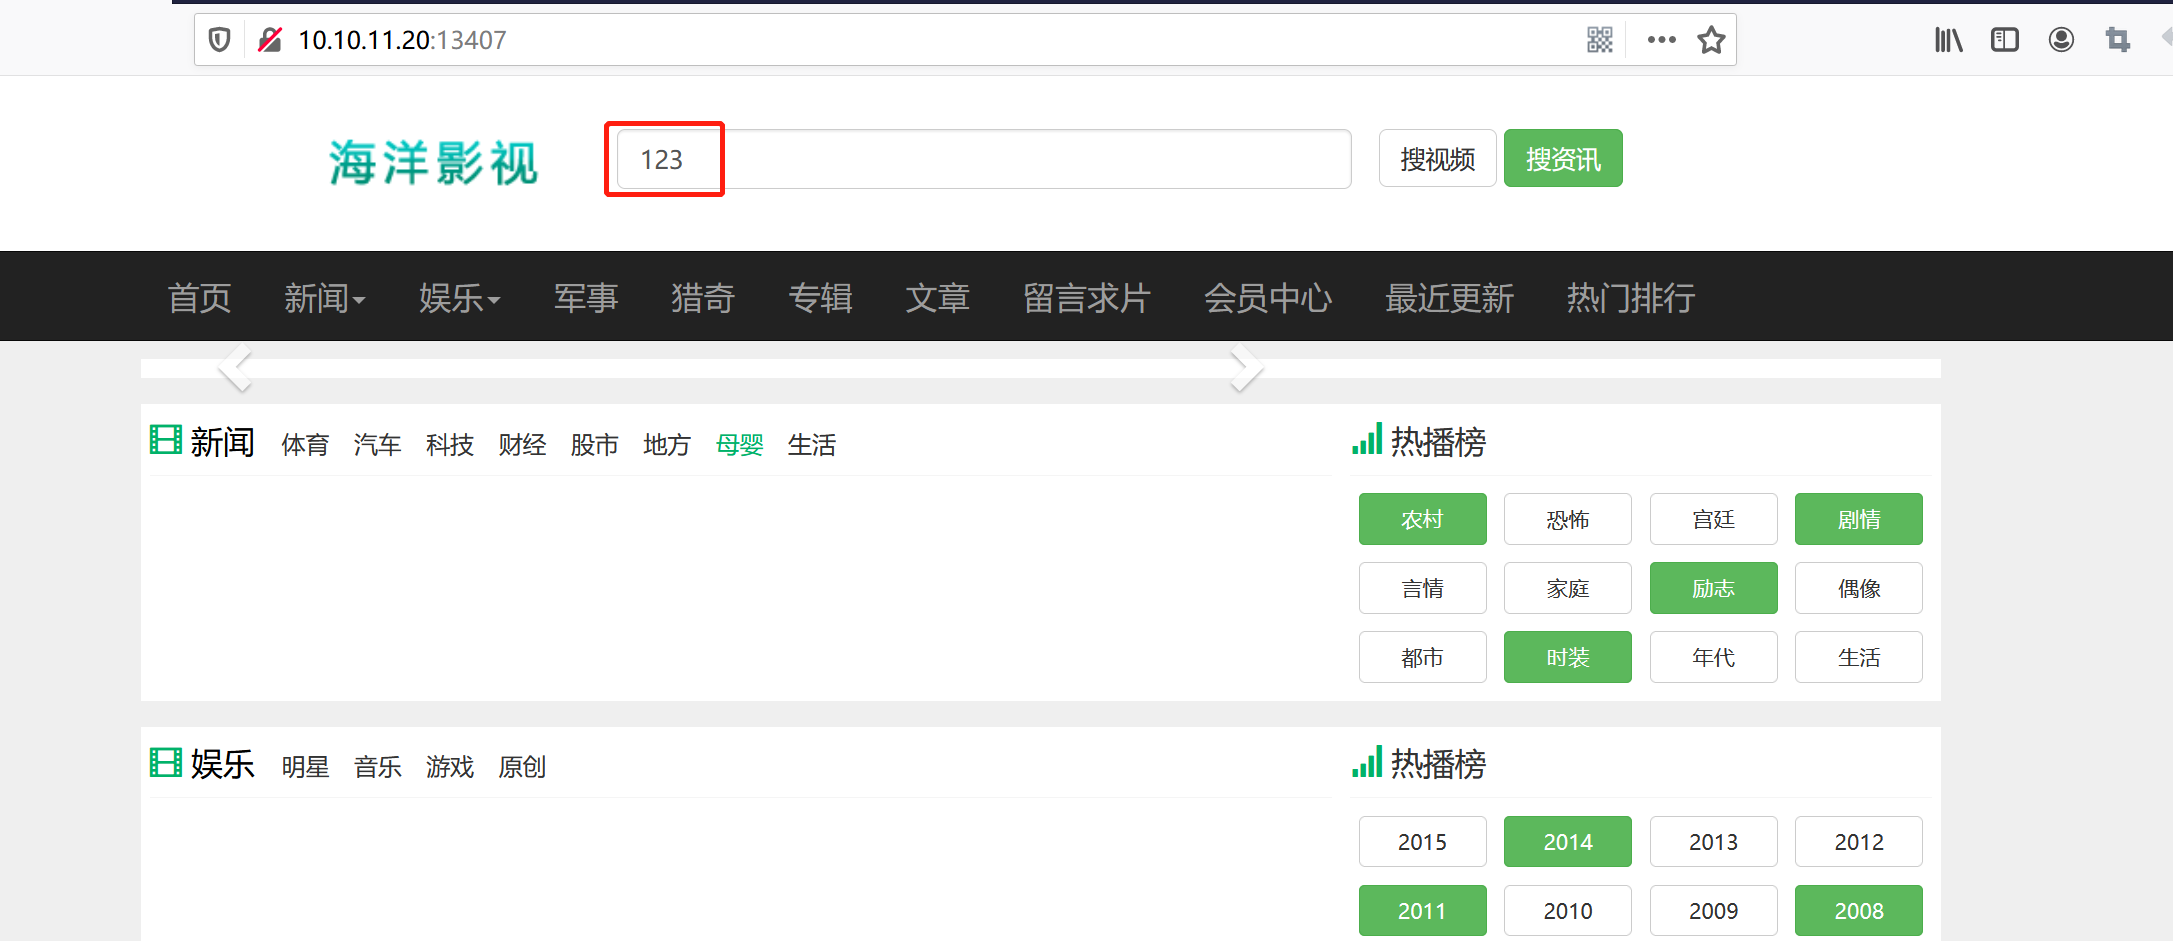 10.10.11.20:13407
海洋影视 123 搜视频 搜资讯
首页 新闻 娱乐 军事 猎奇 专辑 文章 留言求片 会员中心 最近更新 热门排行
新闻 体育 汽车 科技 财经 股市 地方 母婴 生活
热播榜
农村 恐怖 宫廷 剧情
言情 家庭 励志 偶像
都市 时装 年代 生活
娱乐 明星 音乐 游戏 原创
热播榜
2015 2014 2013 2012
2011 2010 2009 2008